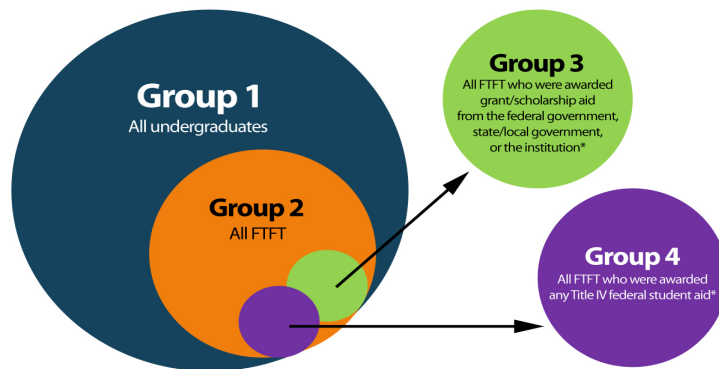 Group 1
All undergraduates
Group 2
All FTFT
Group 3
All FTFT who were awarded
grant/scholarship aid
from the federal government,
state/local government,
or the institution*
Group 4
All FTFT who were awarded
any Title IV federal student aid*